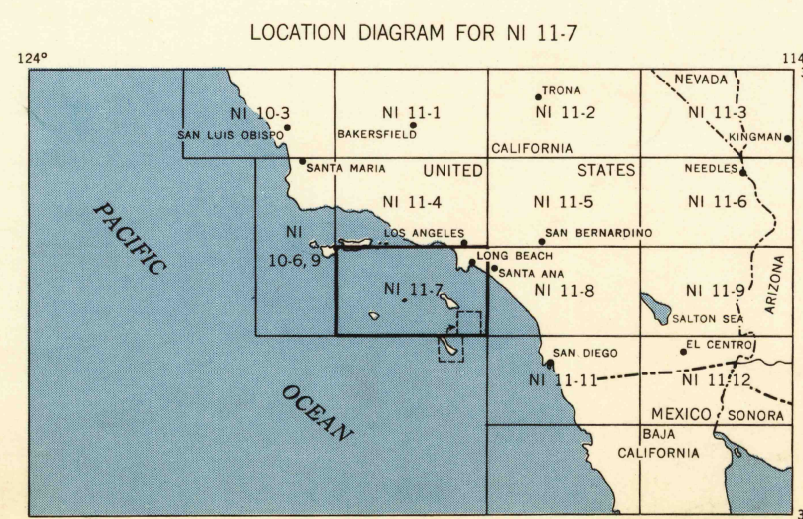 LOCATION DIAGRAM FOR NI 11-7
124°
114
NEVADA
TRONA
NI 10-3
NI 11-1
NI 11-2
NI 11-3
SAN LUIS OBISPO
BAKERSFIELD
KINGMAN
CALIFORNIA
SANTA MARIA
UNITED
STATES
NEEDLES
NI 11-4
NI 11-5
NI 11-6
PACIFIC
NI
10-6, 9
LOS ANGELES
SAN BERNARDINO
LONG BEACH
SANTA ANA
NI 11-7
NI 11-8
NI 11-9
ARIZONA
SALTON SEA
EL CENTRO
SAN DIEGO
NI 11-11
NI 11-12
OCEAN
MEXICO
SONORA
BAJA
CALIFORNIA